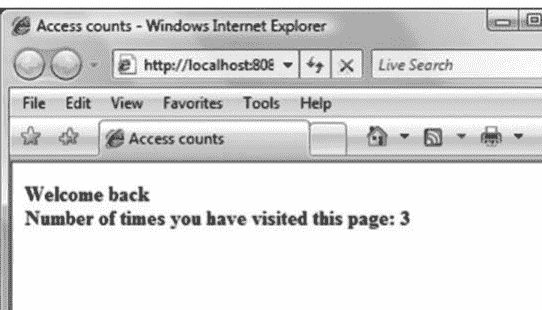 Access counts - Windows Internet Explorer
http://localhost:808
Live Search
File Edit View Favorites Tools Help
Access counts
Welcome back
Number of times you have visited this page: 3